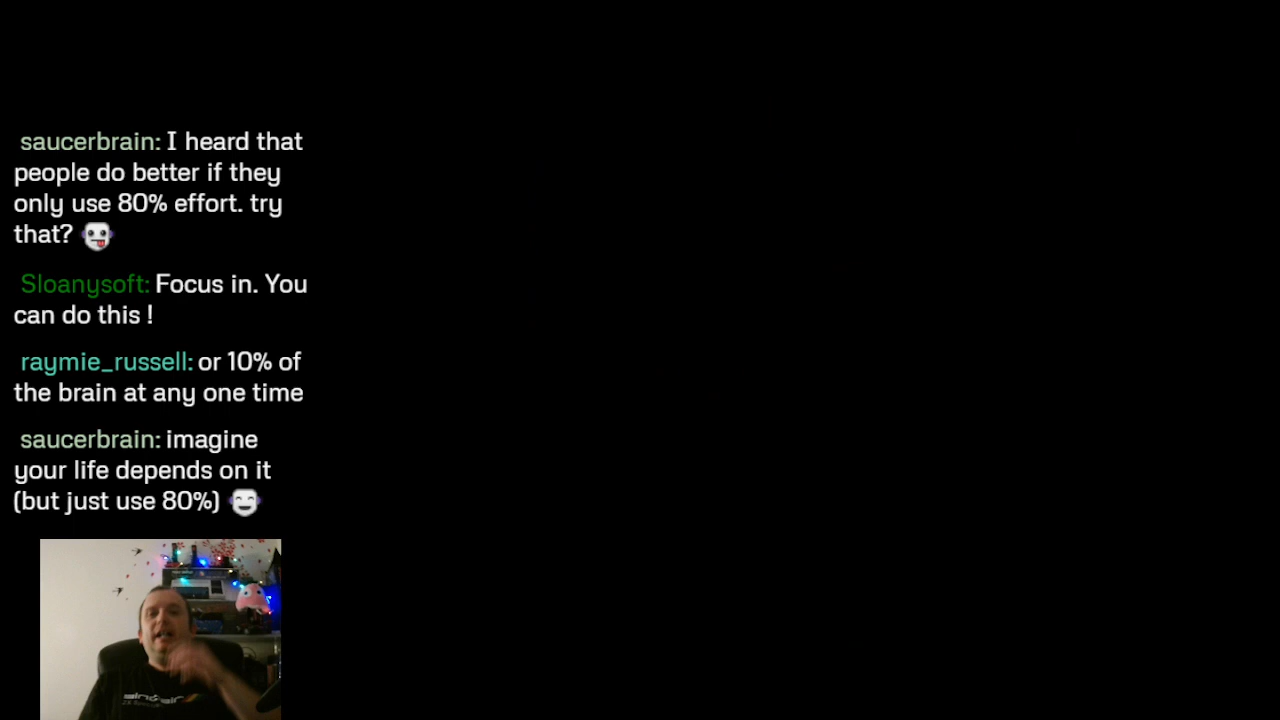 saucerbrain: I heard that
people do better if they
only use 80% effort. try
that?
Sloanysoft: Focus in. You
can do this !
raymie_russell: or 10% of
the brain at any one time
saucerbrain: imagine
your life depends on it
(but just use 80%)